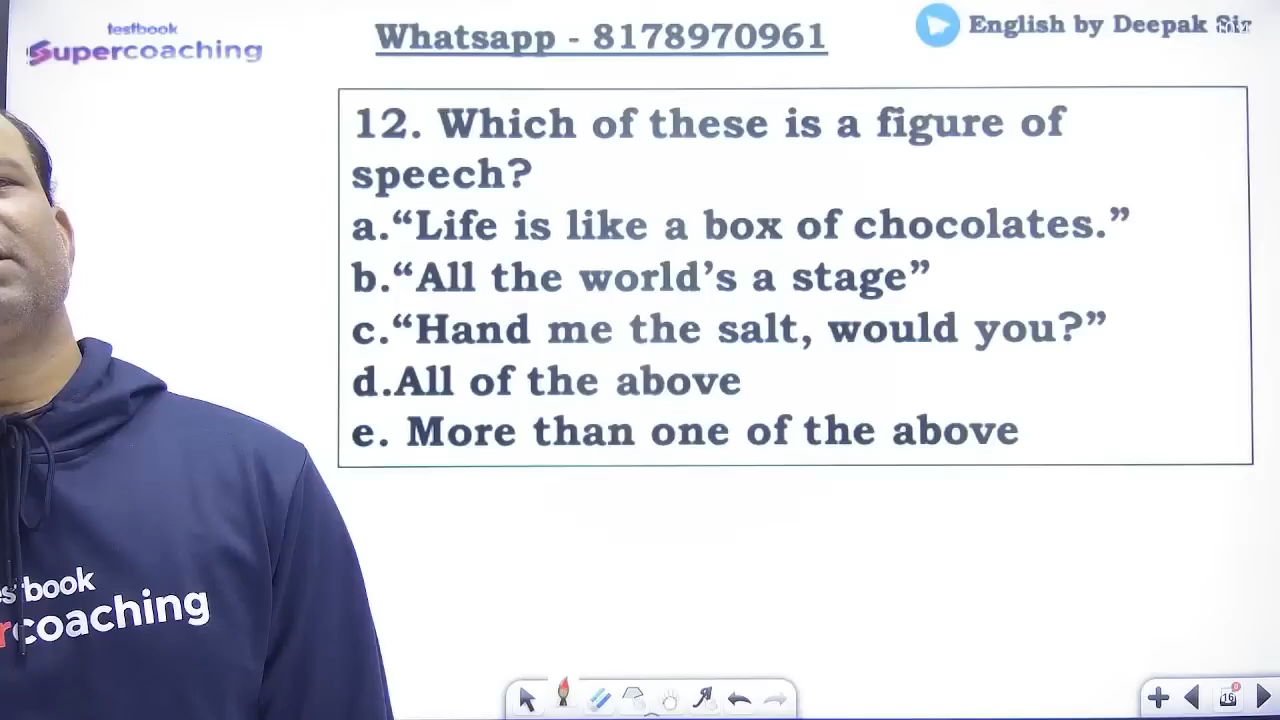 testbook
Supercoaching
Whatsapp - 8178970961
English by Deepak Sir
12. Which of these is a figure of
speech?
a.“Life is like a box of chocolates.”
b.“All the world’s a stage”
c.“Hand me the salt, would you?”
d.All of the above
e. More than one of the above
coaching
16